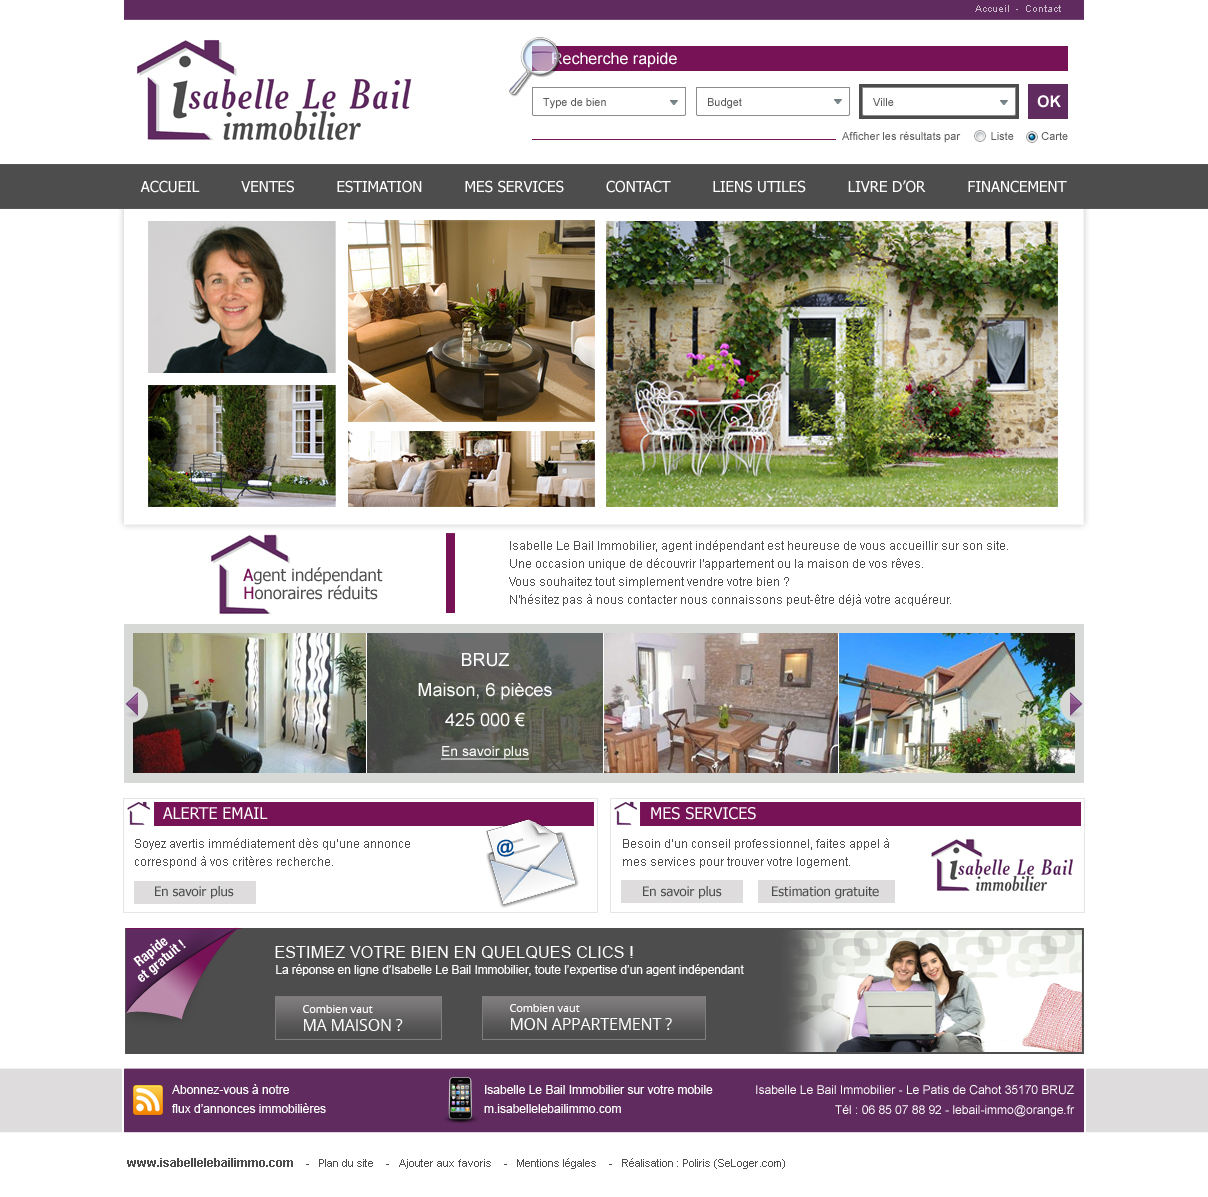 Accueil - Contact
isabelle Le Bail
immobilier
Recherche rapide
Type de bien
Budget
Ville
OK
Afficher les résultats par
Liste
Carte
ACCUEIL
VENTES
ESTIMATION
MES SERVICES
CONTACT
LIENS UTILES
LIVRE D'OR
FINANCEMENT
Agent indépendant
Honoraires réduits
Isabelle Le Bail Immobilier, agent indépendant est heureuse de vous accueillir sur son site.
Une occasion unique de découvrir l'appartement ou la maison de vos rêves.
Vous souhaitez tout simplement vendre votre bien ?
N'hésitez pas à nous contacter nous connaissons peut-être déjà votre acquéreur.
BRUZ
Maison, 6 pièces
425 000 €
En savoir plus
ALERTE EMAIL
Soyez avertis immédiatement dès qu'une annonce
correspond à vos critères recherche.
En savoir plus
@
MES SERVICES
Besoin d'un conseil professionnel, faites appel à
mes services pour trouver votre logement.
En savoir plus
Estimation gratuite
isabelle Le Bail
immobilier
Rapide
et gratuit !
ESTIMEZ VOTRE BIEN EN QUELQUES CLICS !
La réponse en ligne d'Isabelle Le Bail Immobilier, toute l'expertise d'un agent indépendant
Combien vaut
MA MAISON ?
Combien vaut
MON APPARTEMENT ?
Abonnez-vous à notre
flux d'annonces immobilières
Isabelle Le Bail Immobilier sur votre mobile
m.isabellelebailimmo.com
Isabelle Le Bail Immobilier - Le Patis de Cahot 35170 BRUZ
Tél : 06 85 07 88 92 - lebail-immo@orange.fr
www.isabellelebailimmo.com - Plan du site - Ajouter aux favoris - Mentions légales - Réalisation : Poliris (SeLoger.com)